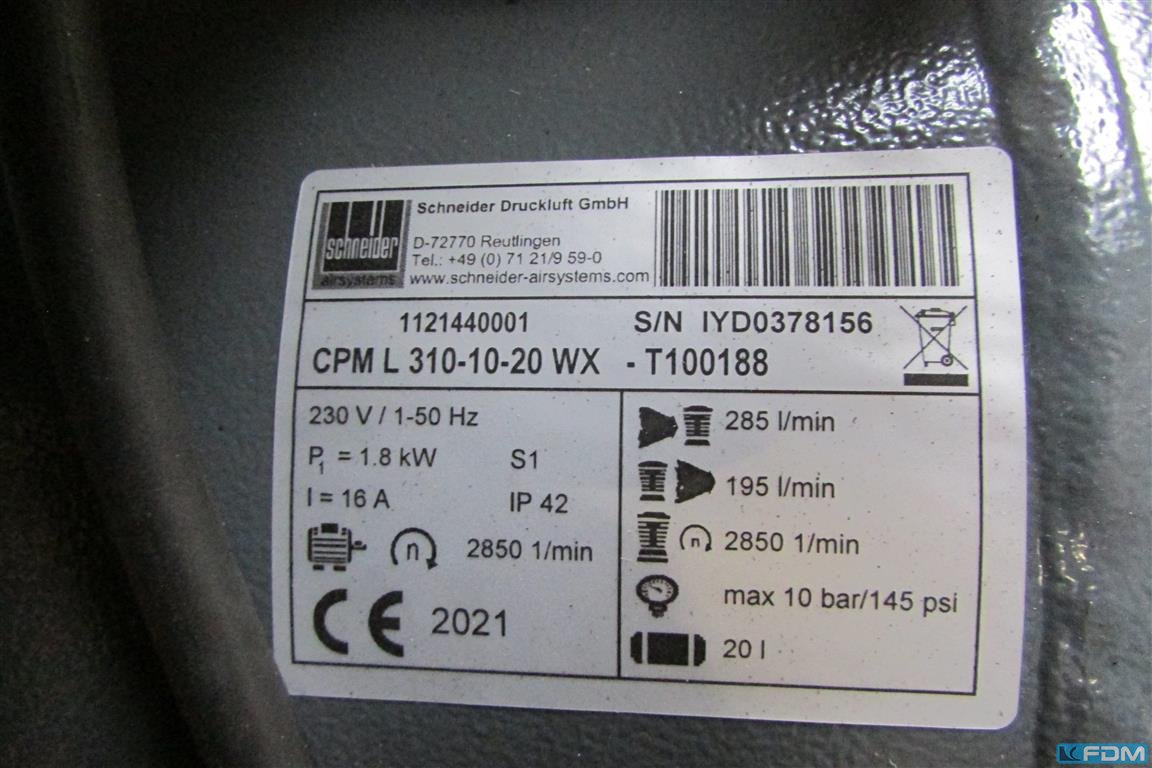 schneider
airsystems
Schneider Druckluft GmbH
D-72770 Reutlingen
Tel.: +49 (0) 71 21/9 59-0
www.schneider-airsystems.com
1121440001
S/N IYD0378156
CPM L 310-10-20 WX - T100188
230 V / 1-50 Hz
P1 = 1.8 kW S1
I = 16 A IP 42
n 2850 1/min
CE 2021
285 l/min
195 l/min
n 2850 1/min
max 10 bar/145 psi
20 l
FDM